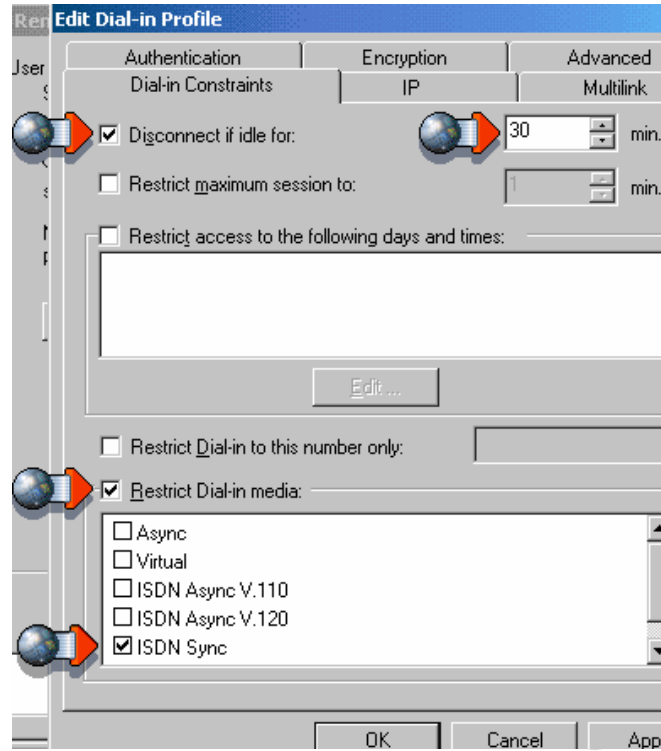 Edit Dial-in Profile
Authentication
Encryption
Advanced
Dial-in Constraints
IP
Multilink
Disconnect if idle for:
30
min.
Restrict maximum session to:
1
min.
Restrict access to the following days and times:
Edit ...
Restrict Dial-in to this number only:
Restrict Dial-in media:
Async
Virtual
ISDN Async V.110
ISDN Async V.120
ISDN Sync
OK
Cancel
App